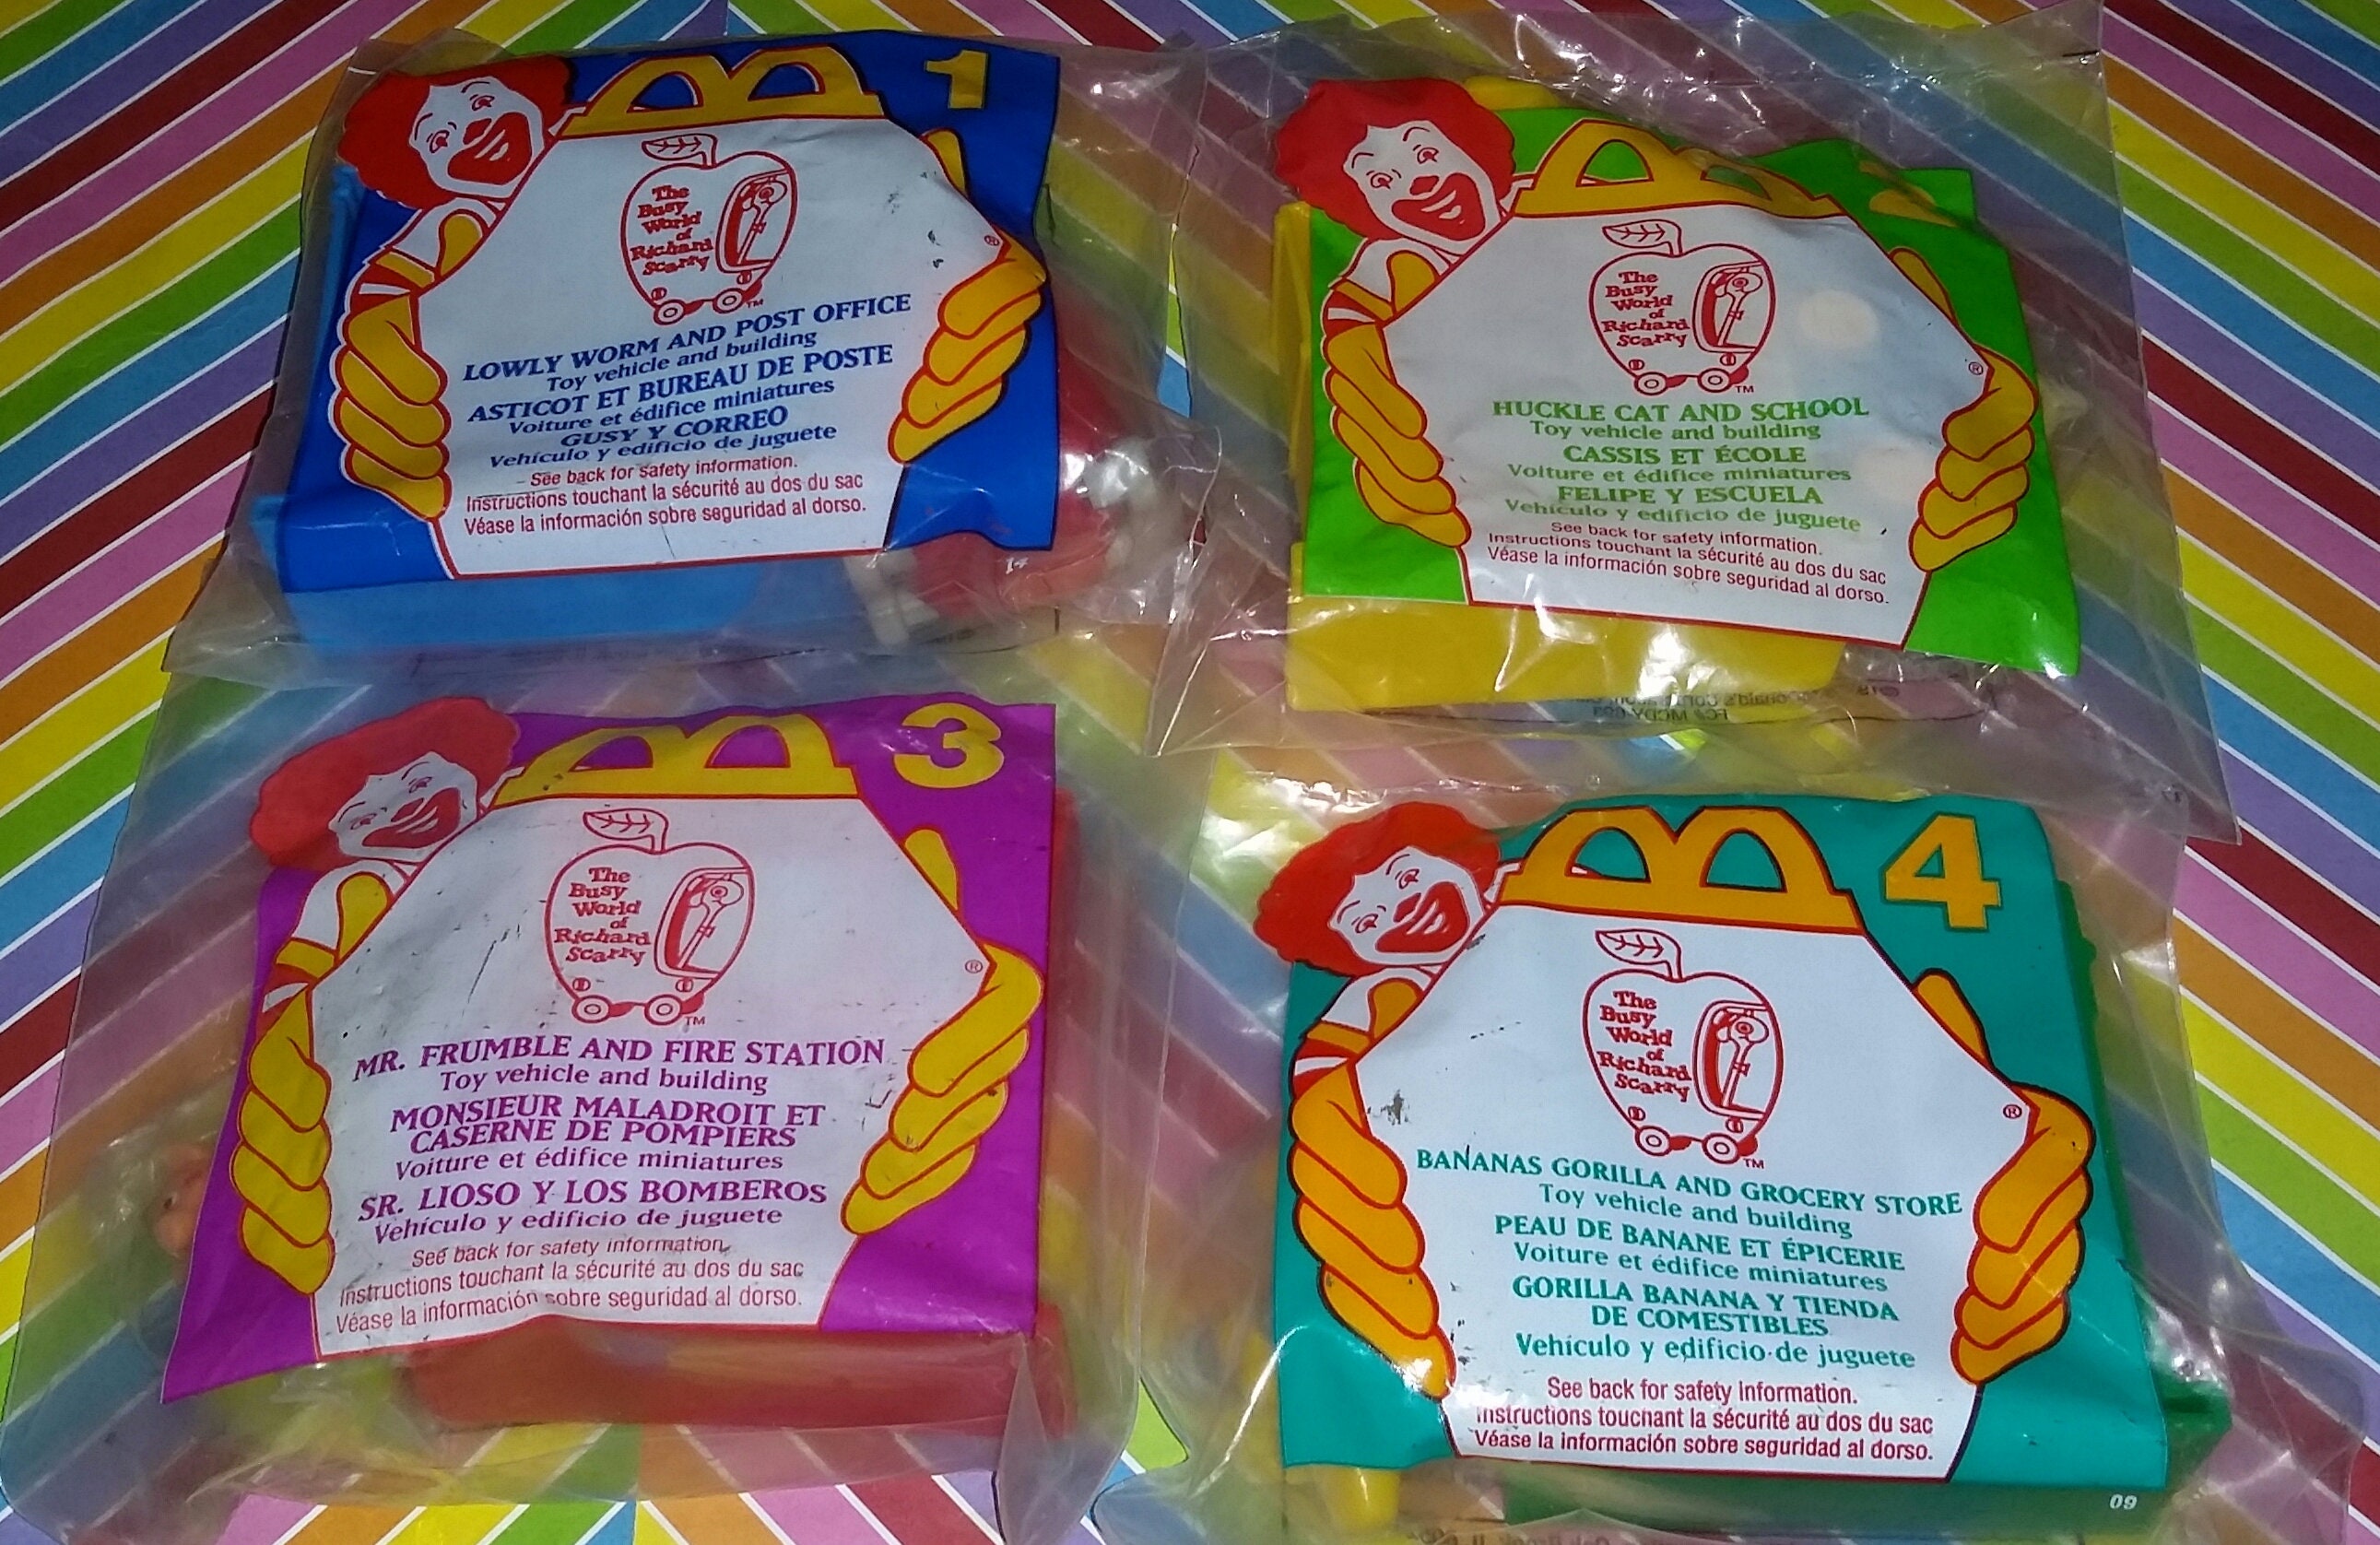 1
The
Busy
World
of
Richard
Scarry
TM
®
LOWLY WORM AND POST OFFICE
Toy vehicle and building
ASTICOT ET BUREAU DE POSTE
Voiture et édifice miniatures
GUSY Y CORREO
Vehículo y edificio de juguete
See back for safety information.
Instructions touchant la sécurité au dos du sac
Véase la información sobre seguridad al dorso.
The
Busy
World
of
Richard
Scarry
TM
®
HUCKLE CAT AND SCHOOL
Toy vehicle and building
CASSIS ET ÉCOLE
Voiture et édifice miniatures
FELIPE Y ESCUELA
Vehículo y edificio de juguete
See back for safety information.
Instructions touchant la sécurité au dos du sac
Véase la información sobre seguridad al dorso.
3
The
Busy
World
of
Richard
Scarry
TM
®
MR. FRUMBLE AND FIRE STATION
Toy vehicle and building
MONSIEUR MALADROIT ET
CASERNE DE POMPIERS
Voiture et édifice miniatures
SR. LIOSO Y LOS BOMBEROS
Vehículo y edificio de juguete
See back for safety information.
Instructions touchant la sécurité au dos du sac
Véase la información sobre seguridad al dorso.
4
The
Busy
World
of
Richard
Scarry
TM
®
BANANAS GORILLA AND GROCERY STORE
Toy vehicle and building
PEAU DE BANANE ET ÉPICERIE
Voiture et édifice miniatures
GORILLA BANANA Y TIENDA
DE COMESTIBLES
Vehículo y edificio de juguete
See back for safety information.
Instructions touchant la sécurité au dos du sac
Véase la información sobre seguridad al dorso.
09